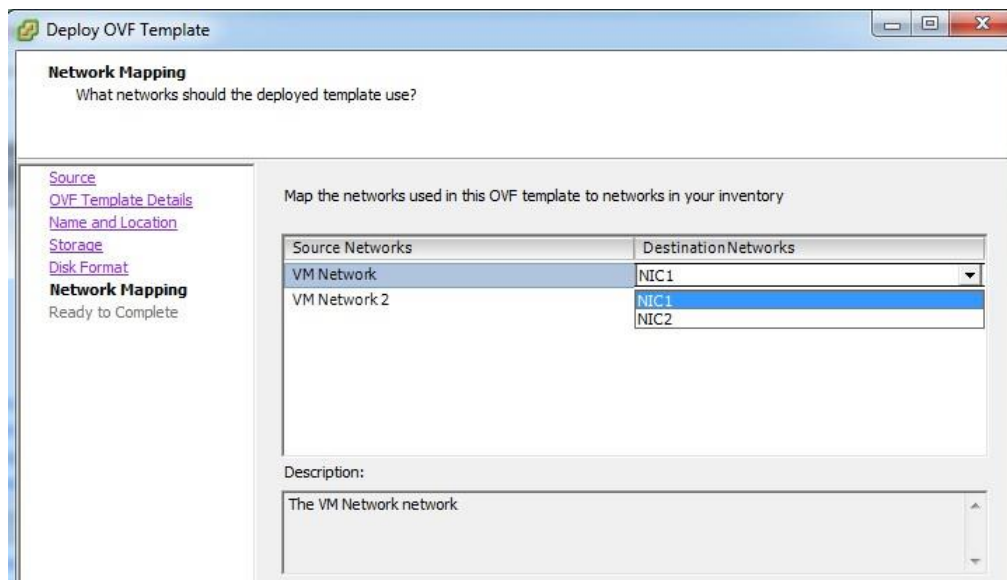 Deploy OVF Template
Network Mapping
What networks should the deployed template use?
Source
OVF Template Details
Name and Location
Storage
Disk Format
Network Mapping
Ready to Complete
Map the networks used in this OVF template to networks in your inventory
Source Networks Destination Networks
VM Network NIC1
VM Network 2 NIC1
NIC2
Description:
The VM Network network